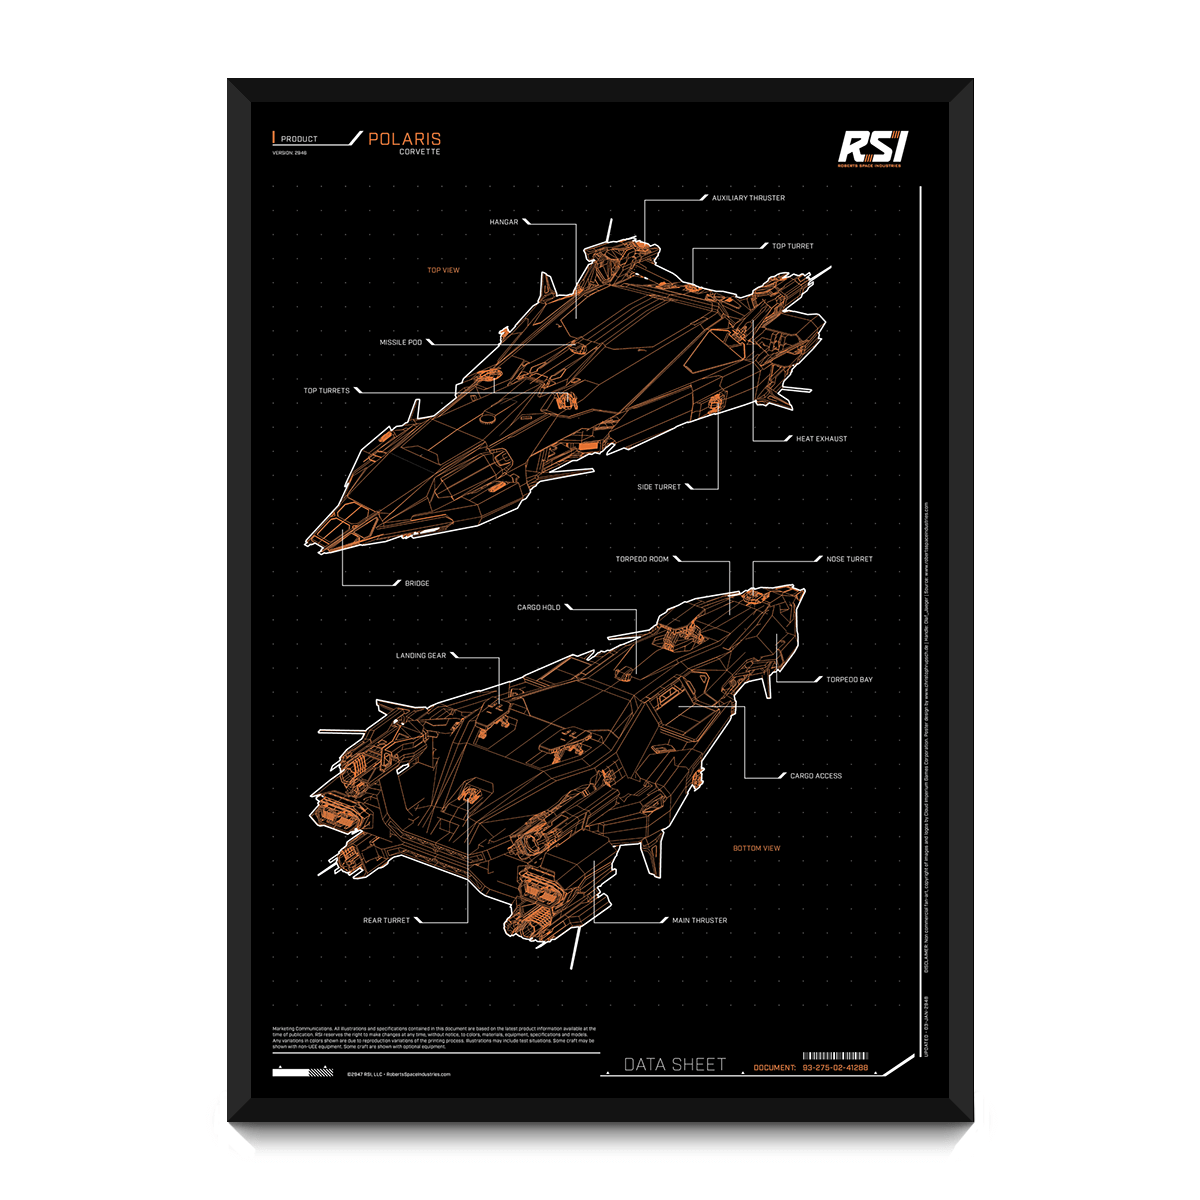 PRODUCT
VERSION: 2946
POLARIS
CORVETTE
RSI
ROBERTS SPACE INDUSTRIES
AUXILIARY THRUSTER
HANGAR
TOP TURRET
TOP VIEW
MISSILE POD
TOP TURRETS
HEAT EXHAUST
SIDE TURRET
BRIDGE
TORPEDO ROOM
NOSE TURRET
CARGO HOLD
LANDING GEAR
TORPEDO BAY
CARGO ACCESS
BOTTOM VIEW
REAR TURRET
MAIN THRUSTER
Marketing Communications. All illustrations and specifications contained in this document are based on the latest product information available at the
time of publication. RSI reserves the right to make changes at any time, without notice, to colors, materials, equipment, specifications and models.
Any variations in colors shown are due to reproduction variations of the printing process. Illustrations may include test situations. Some craft may be
shown with non-UEE equipment. Some craft are shown with optional equipment.
©2947 RSI, LLC - RobertsSpaceIndustries.com
DATA SHEET
DOCUMENT: 93-275-02-41288
UPDATED - 03-JAN-2948
DISCLAIMER: Non commercial fan-art, copyright of images and logos by Cloud Imperium Games Corporation. Poster design by www.christophrupsch.de | Handle: Olaf_Jaeger | Source: www.robertsspaceindustries.com